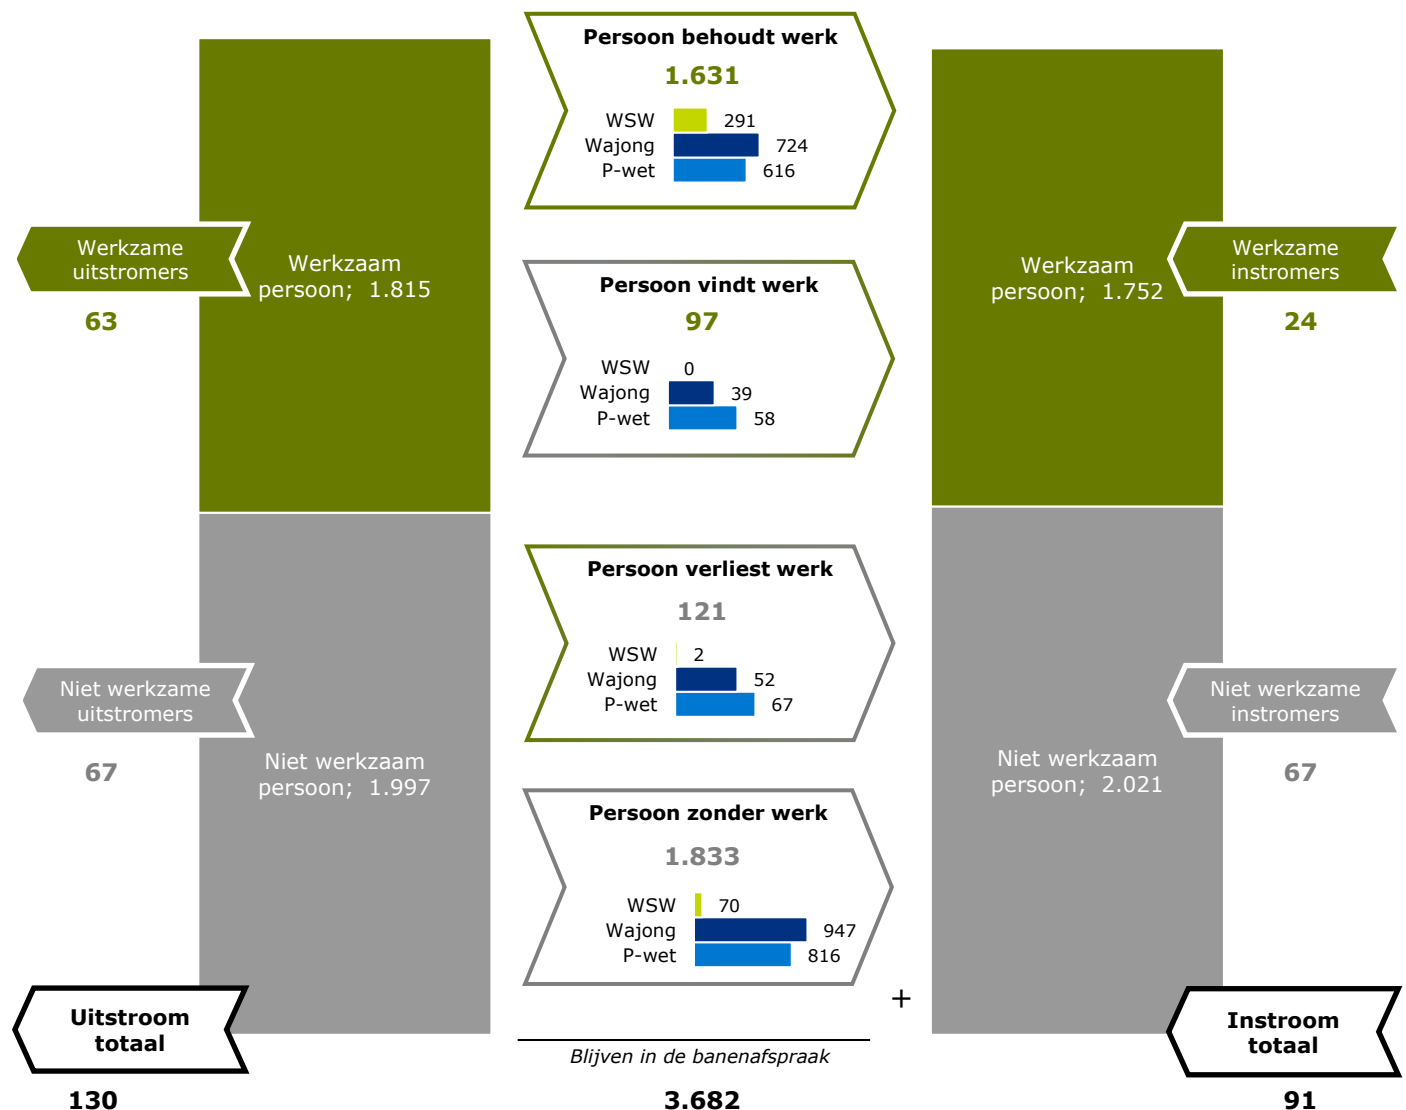 Werkzame
uitstromers
63
Werkzaam
persoon; 1.815
Niet werkzame
uitstromers
67
Niet werkzaam
persoon; 1.997
Uitstroom
totaal
130
Persoon behoudt werk
1.631
WSW 291
Wajong 724
P-wet 616
Persoon vindt werk
97
WSW 0
Wajong 39
P-wet 58
Persoon verliest werk
121
WSW 2
Wajong 52
P-wet 67
Persoon zonder werk
1.833
WSW 70
Wajong 947
P-wet 816
+
Blijven in de banenafspraak
3.682
Werkzaam
persoon; 1.752
Werkzame
instromers
24
Niet werkzaam
persoon; 2.021
Niet werkzame
instromers
67
Instroom
totaal
91